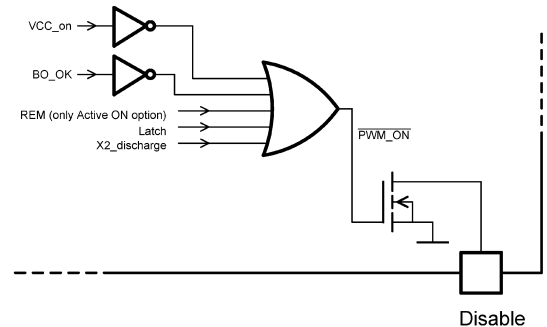 VCC_on
BO_OK
REM (only Active ON option)
Latch
X2_discharge
PWM_ON
Disable